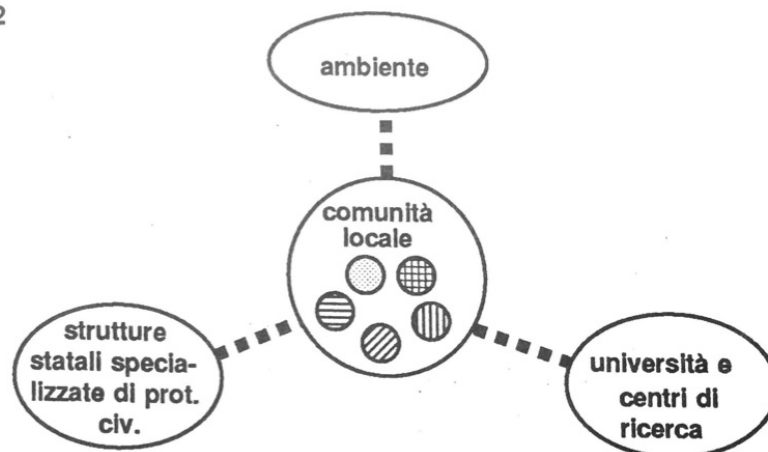 2
ambiente
comunità
locale
strutture
statali specia-
lizzate di prot.
civ.
università e
centri di
ricerca